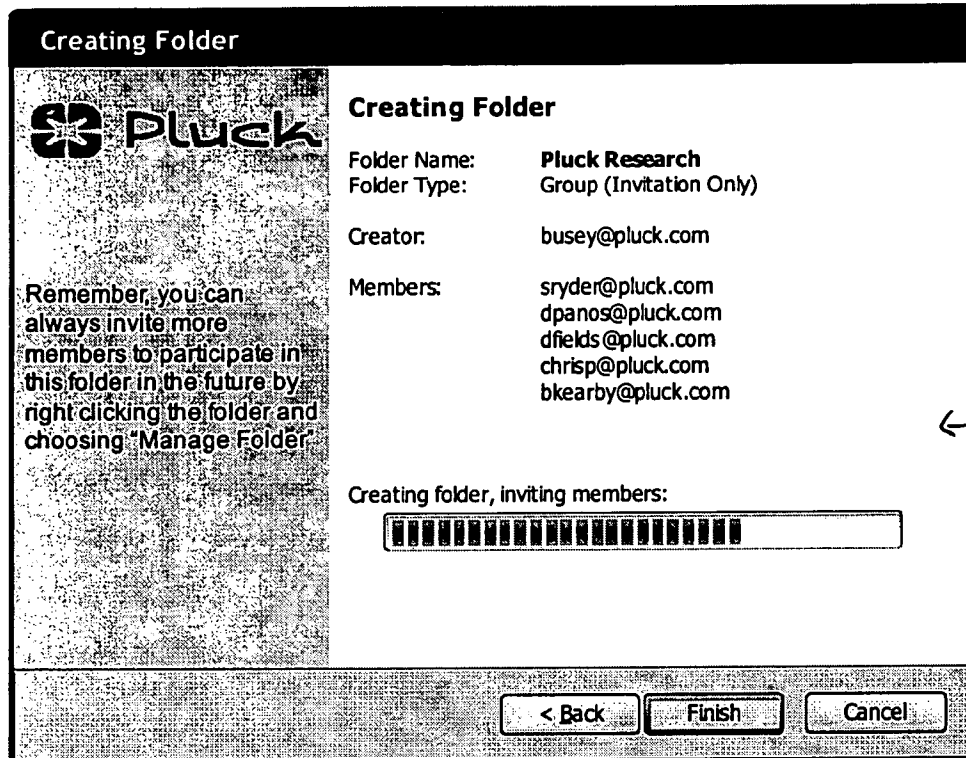 Creating Folder
Pluck
Remember, you can
always invite more
members to participate in
this folder in the future by
right clicking the folder and
choosing "Manage Folder"
Creating Folder
Folder Name: Pluck Research
Folder Type: Group (Invitation Only)
Creator: busey@pluck.com
Members: sryder@pluck.com
dpanos@pluck.com
dfields@pluck.com
chrisp@pluck.com
bkearby@pluck.com
Creating folder, inviting members:
< Back Finish Cancel